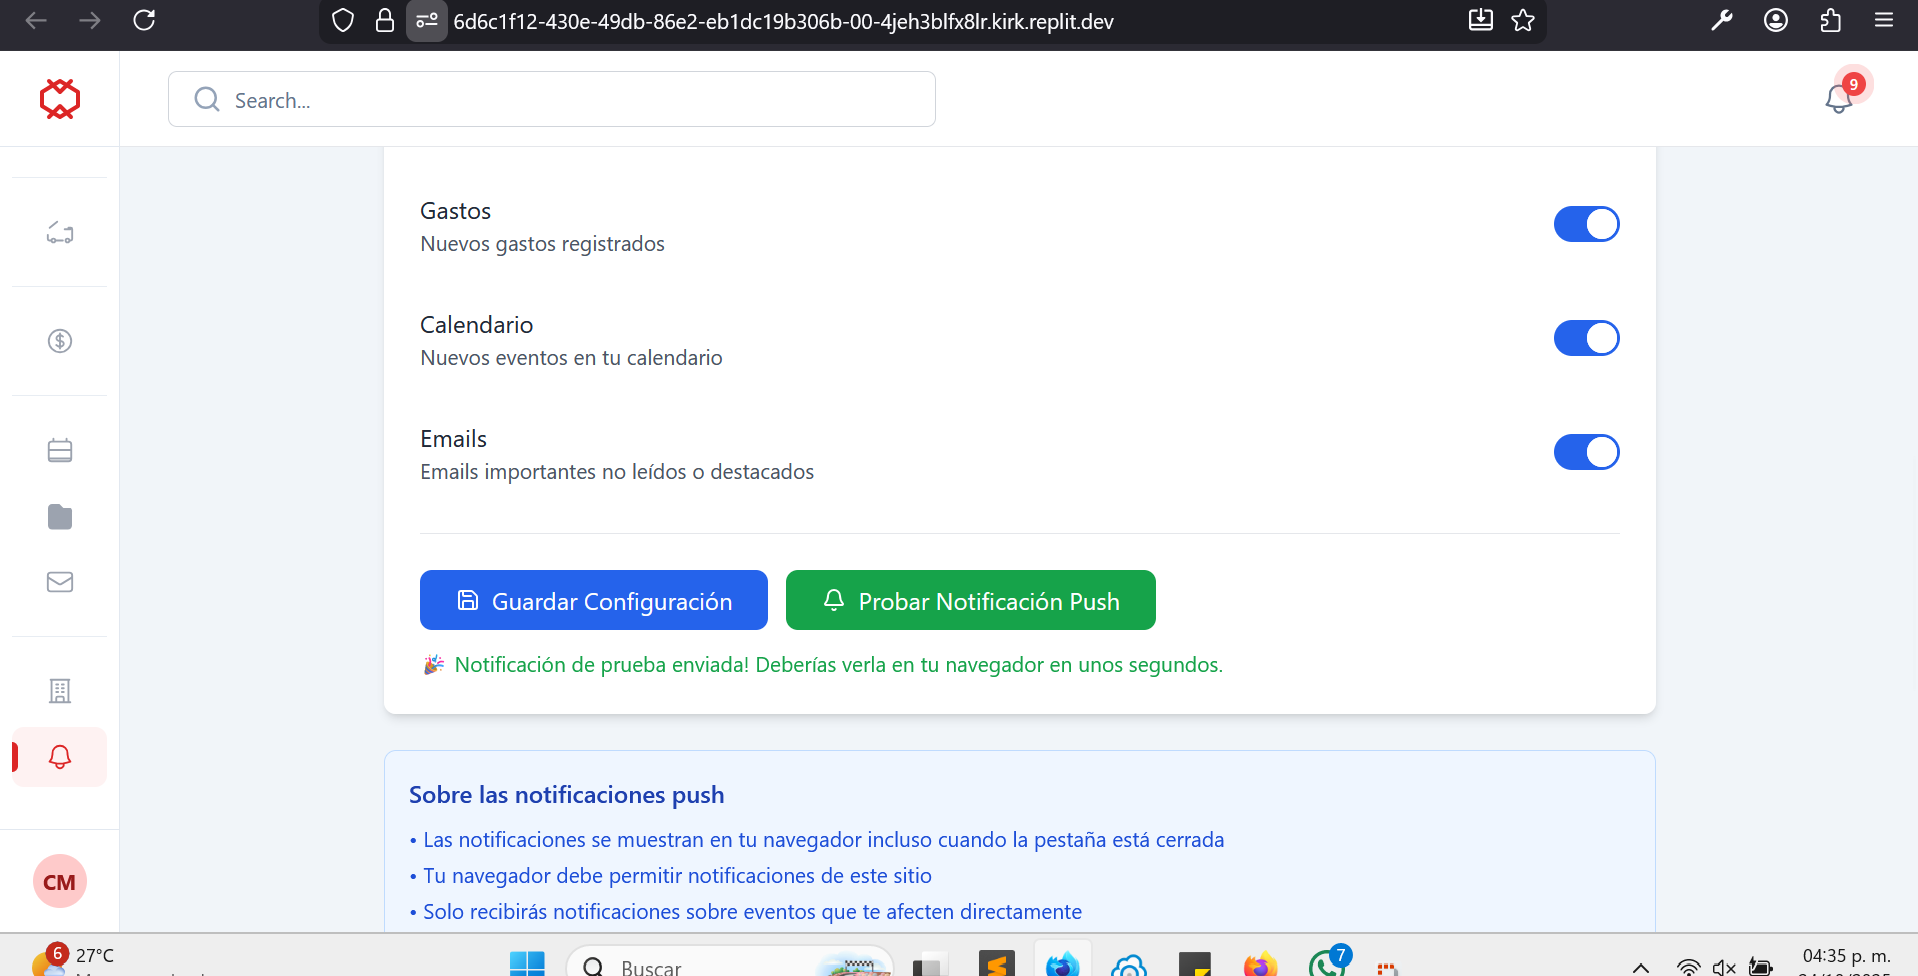 6d6c1f12-430e-49db-86e2-eb1dc19b306b-00-4jeh3blfx8lr.kirk.replit.dev
Search...
9
Gastos
Nuevos gastos registrados
Calendario
Nuevos eventos en tu calendario
Emails
Emails importantes no leídos o destacados
Guardar Configuración
Probar Notificación Push
🎉 Notificación de prueba enviada! Deberías verla en tu navegador en unos segundos.
Sobre las notificaciones push
• Las notificaciones se muestran en tu navegador incluso cuando la pestaña está cerrada
• Tu navegador debe permitir notificaciones de este sitio
• Solo recibirás notificaciones sobre eventos que te afecten directamente
CM
6
27°C
Buscar
7
04:35 p. m.